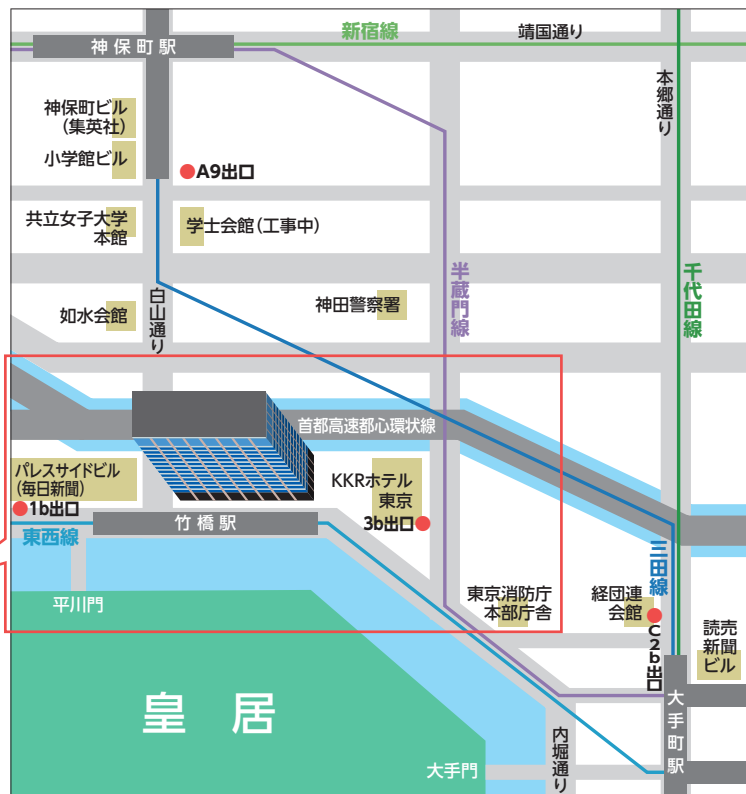 新宿線
靖国通り
神保町駅
本郷通り
神保町ビル
(集英社)
小学館ビル
A9出口
共立女子大学
本館
学士会館(工事中)
半蔵門線
千代田線
白山通り
神田警察署
如水会館
首都高速都心環状線
パレスサイドビル
(毎日新聞)
KKRホテル
東京
1b出口
竹橋駅
3b出口
東西線
三田線
平川門
東京消防庁
本部庁舎
経団連
会館
C2b出口
読売
新聞
ビル
皇居
大手町駅
内堀通り
大手門